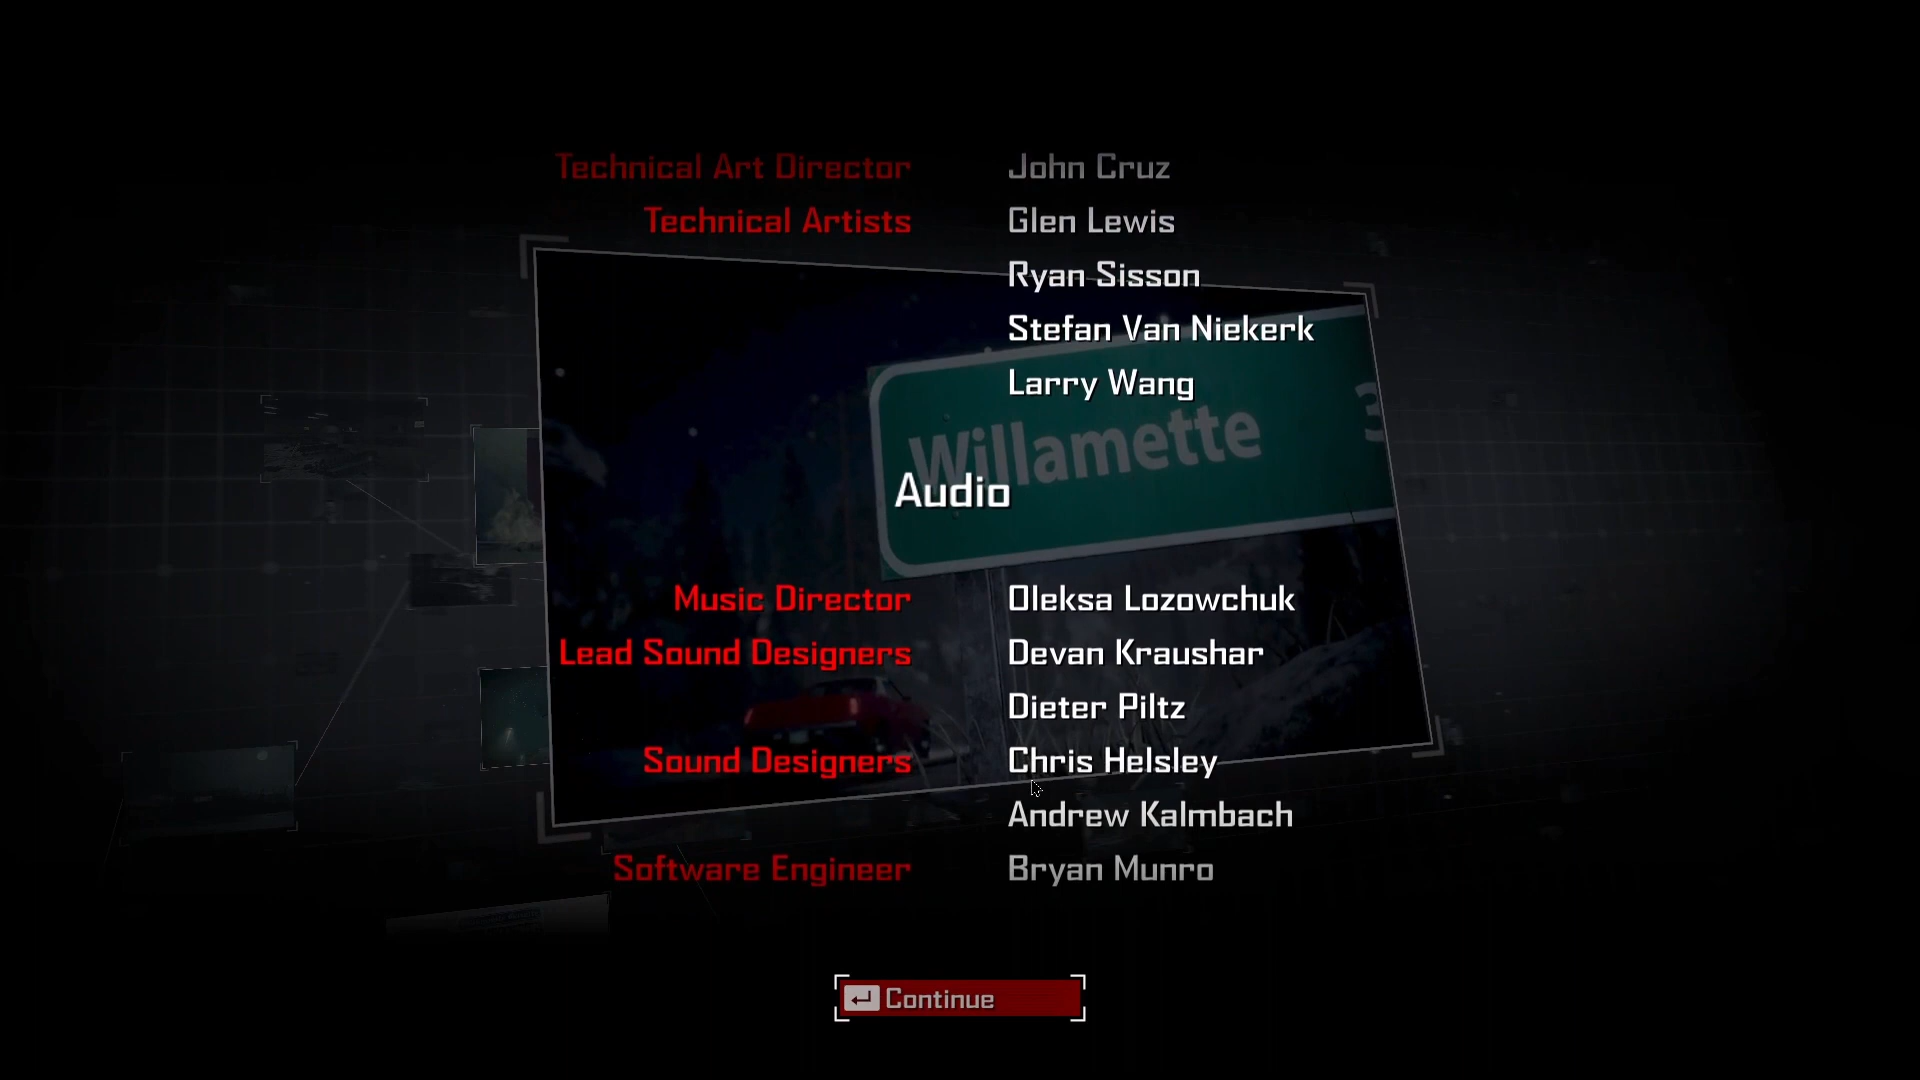 Technical Art Director John Cruz
Technical Artists Glen Lewis
Ryan Sisson
Stefan Van Niekerk
Larry Wang
Willamette 3
Audio
Music Director Oleksa Lozowchuk
Lead Sound Designers Devan Kraushar
Dieter Piltz
Sound Designers Chris Helsley
Andrew Kalmbach
Software Engineer Bryan Munro
Continue